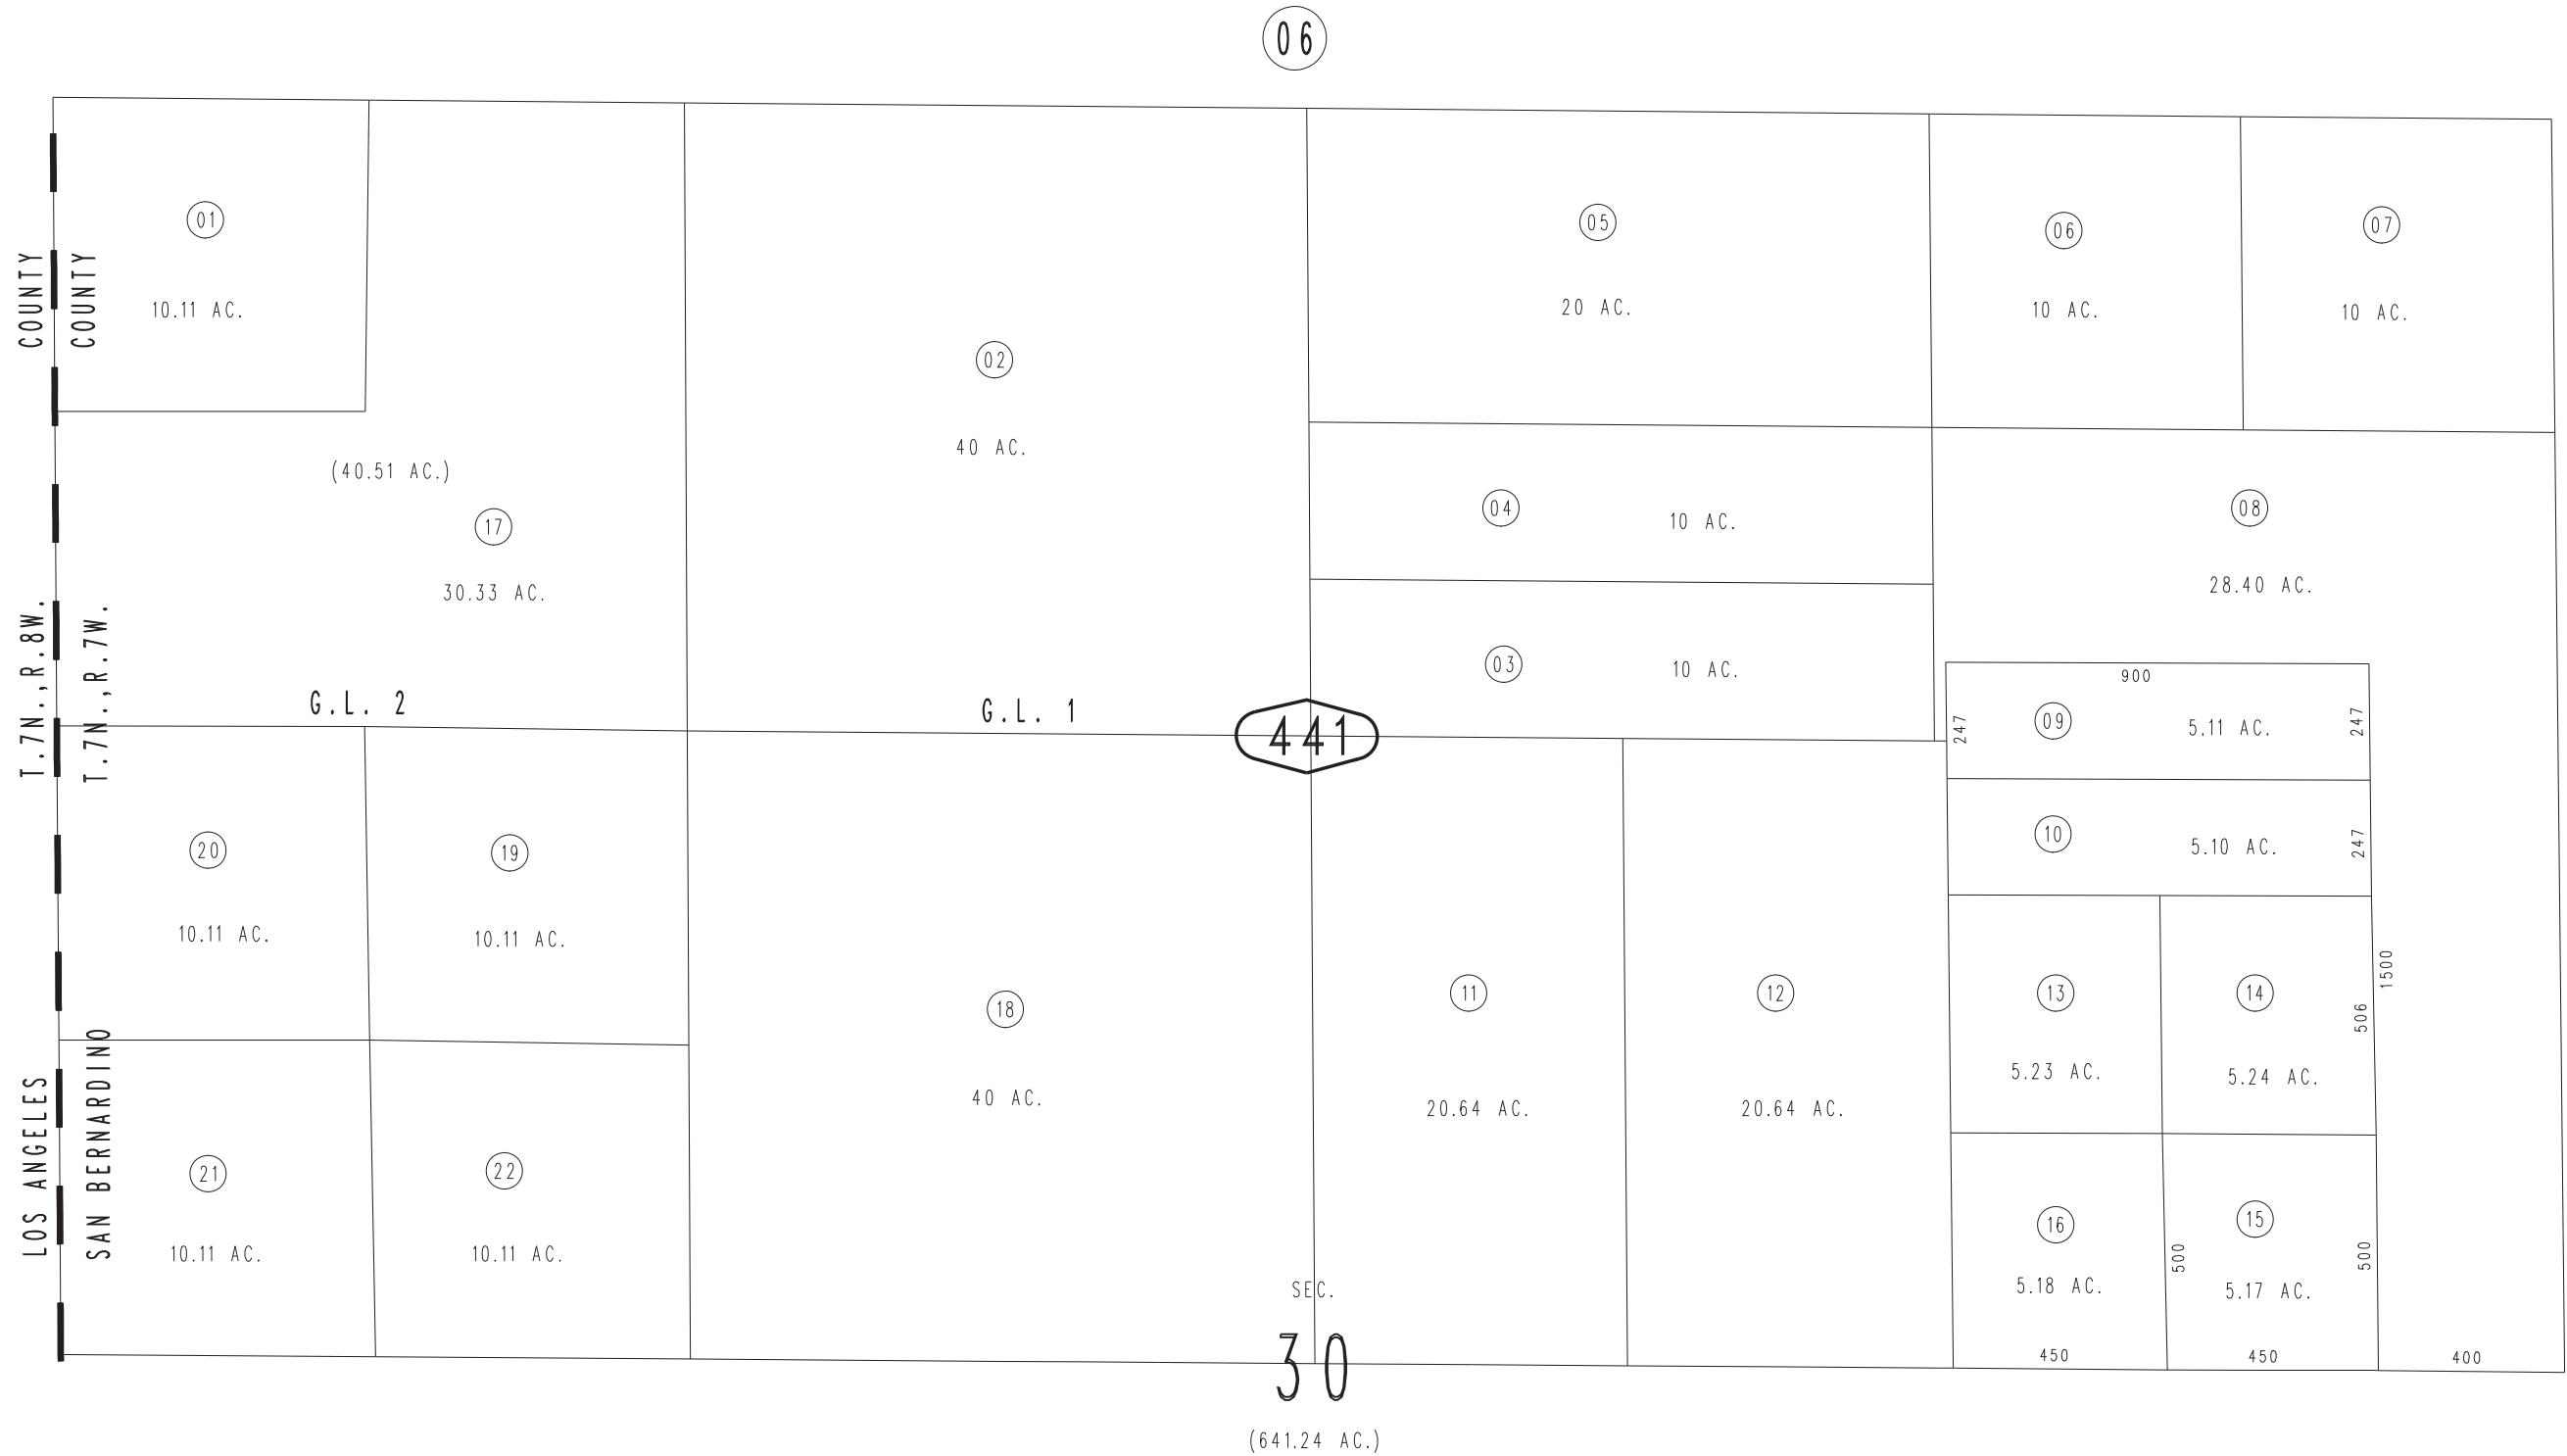 06
COUNTY
COUNTY
01
10.11 AC.
02
40 AC.
05
20 AC.
06
10 AC.
07
10 AC.
(40.51 AC.)
17
30.33 AC.
04
10 AC.
08
28.40 AC.
03
10 AC.
T.7N.,R.8W.
T.7N.,R.7W.
G.L. 2
G.L. 1
441
900
247
09
5.11 AC.
247
10
5.10 AC.
247
20
10.11 AC.
19
10.11 AC.
18
40 AC.
11
20.64 AC.
12
20.64 AC.
13
5.23 AC.
14
5.24 AC.
506
1500
LOS ANGELES
SAN BERNARDINO
21
10.11 AC.
22
10.11 AC.
16
5.18 AC.
500
15
5.17 AC.
500
450
450
400
SEC.
30
(641.24 AC.)